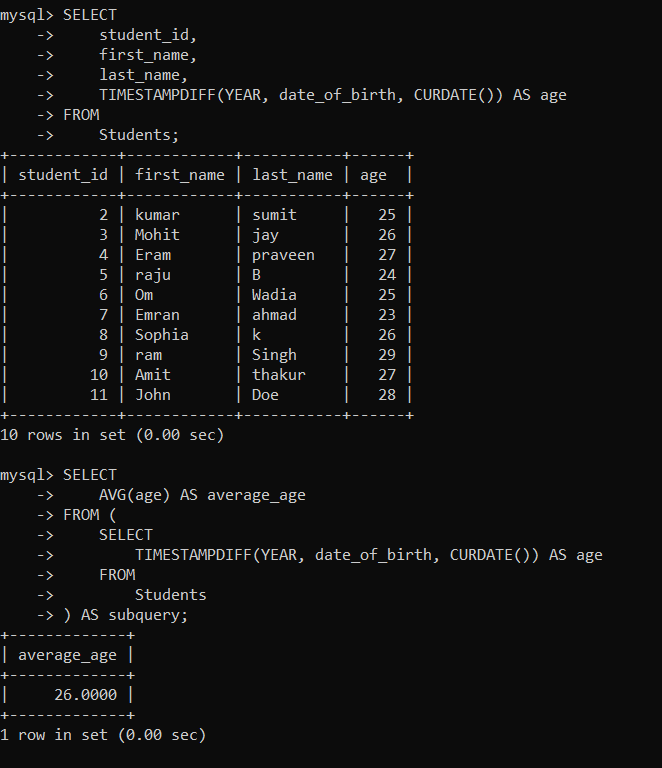 mysql> SELECT
    ->     student_id,
    ->     first_name,
    ->     last_name,
    ->     TIMESTAMPDIFF(YEAR, date_of_birth, CURDATE()) AS age
    -> FROM
    ->     Students;
+------------+------------+-----------+------+
| student_id | first_name | last_name | age  |
+------------+------------+-----------+------+
|          2 | kumar      | sumit     |   25 |
|          3 | Mohit      | jay       |   26 |
|          4 | Eram       | praveen   |   27 |
|          5 | raju       | B         |   24 |
|          6 | Om         | Wadia     |   25 |
|          7 | Emran      | ahmad     |   23 |
|          8 | Sophia     | k         |   26 |
|          9 | ram        | Singh     |   29 |
|         10 | Amit       | thakur    |   27 |
|         11 | John       | Doe       |   28 |
+------------+------------+-----------+------+
10 rows in set (0.00 sec)

mysql> SELECT
    ->     AVG(age) AS average_age
    -> FROM (
    ->     SELECT
    ->         TIMESTAMPDIFF(YEAR, date_of_birth, CURDATE()) AS age
    ->     FROM
    ->         Students
    -> ) AS subquery;
+-------------+
| average_age |
+-------------+
|     26.0000 |
+-------------+
1 row in set (0.00 sec)